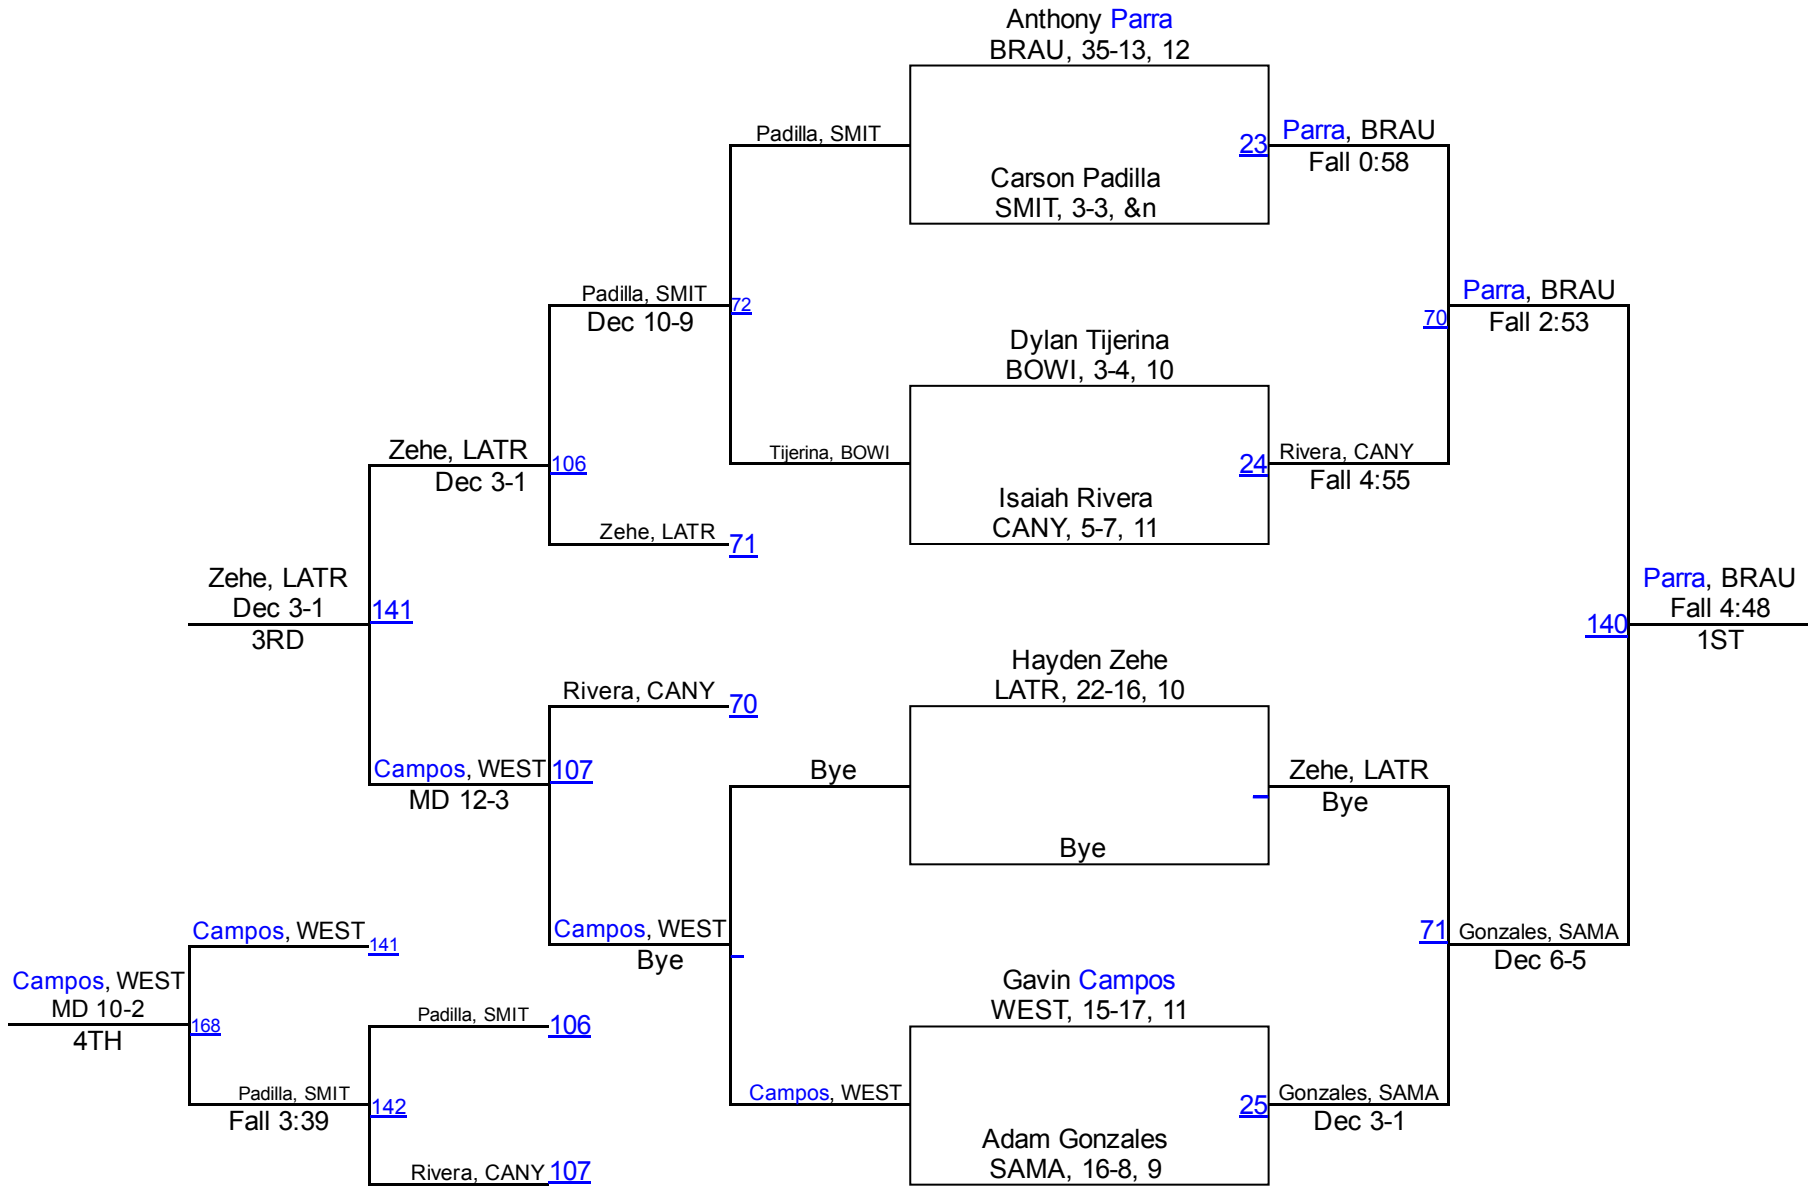 Anthony Parra
BRAU, 35-13, 12
Padilla, SMIT
23
Parra, BRAU
Fall 0:58
Carson Padilla
SMIT, 3-3, &n
Padilla, SMIT
Dec 10-9
72
Parra, BRAU
Fall 2:53
70
Dylan Tijerina
BOWI, 3-4, 10
Zehe, LATR
Dec 3-1
106
Tijerina, BOWI
24
Rivera, CANY
Fall 4:55
Isaiah Rivera
CANY, 5-7, 11
Zehe, LATR
71
Zehe, LATR
Dec 3-1
3RD
141
Parra, BRAU
Fall 4:48
1ST
140
Hayden Zehe
LATR, 22-16, 10
Rivera, CANY
70
Campos, WEST
MD 12-3
107
Bye
Zehe, LATR
Bye
Bye
Campos, WEST
141
Campos, WEST
Bye
71
Gonzales, SAMA
Dec 6-5
Gavin Campos
WEST, 15-17, 11
Campos, WEST
MD 10-2
4TH
168
Padilla, SMIT
106
Padilla, SMIT
Fall 3:39
142
Campos, WEST
25
Gonzales, SAMA
Dec 3-1
Adam Gonzales
SAMA, 16-8, 9
Rivera, CANY
107